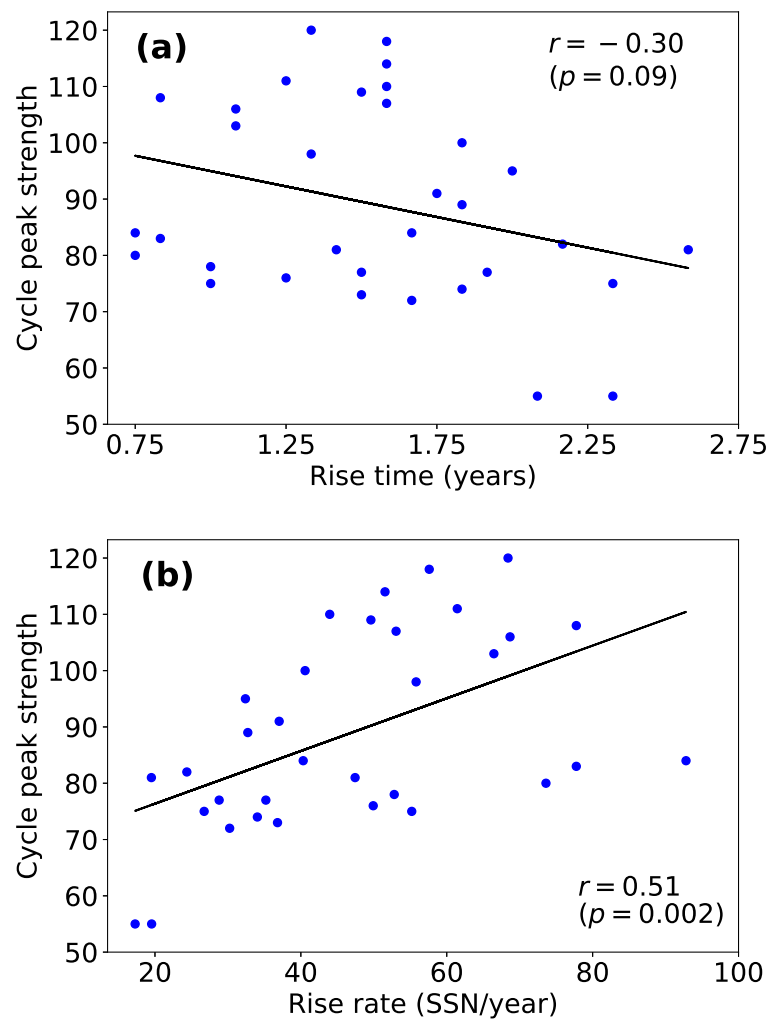 (a)
r = −0.30
(p = 0.09)
120
110
100
90
80
70
60
50
Cycle peak strength
0.75 1.25 1.75 2.25 2.75
Rise time (years)
(b)
120
110
100
90
80
70
60
50
Cycle peak strength
r = 0.51
(p = 0.002)
20 40 60 80 100
Rise rate (SSN/year)